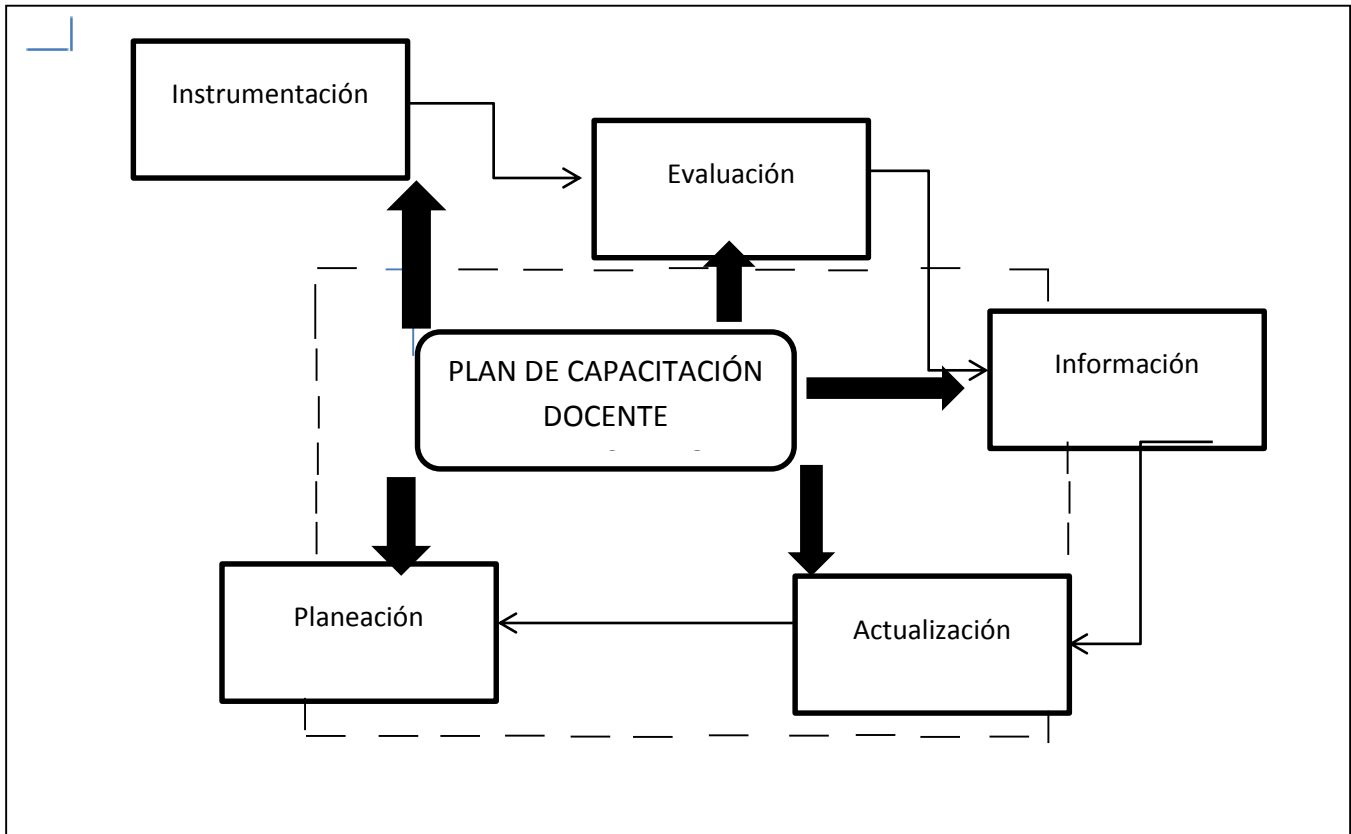 Instrumentación
Evaluación
Información
PLAN DE CAPACITACIÓN
DOCENTE
Planeación
Actualización